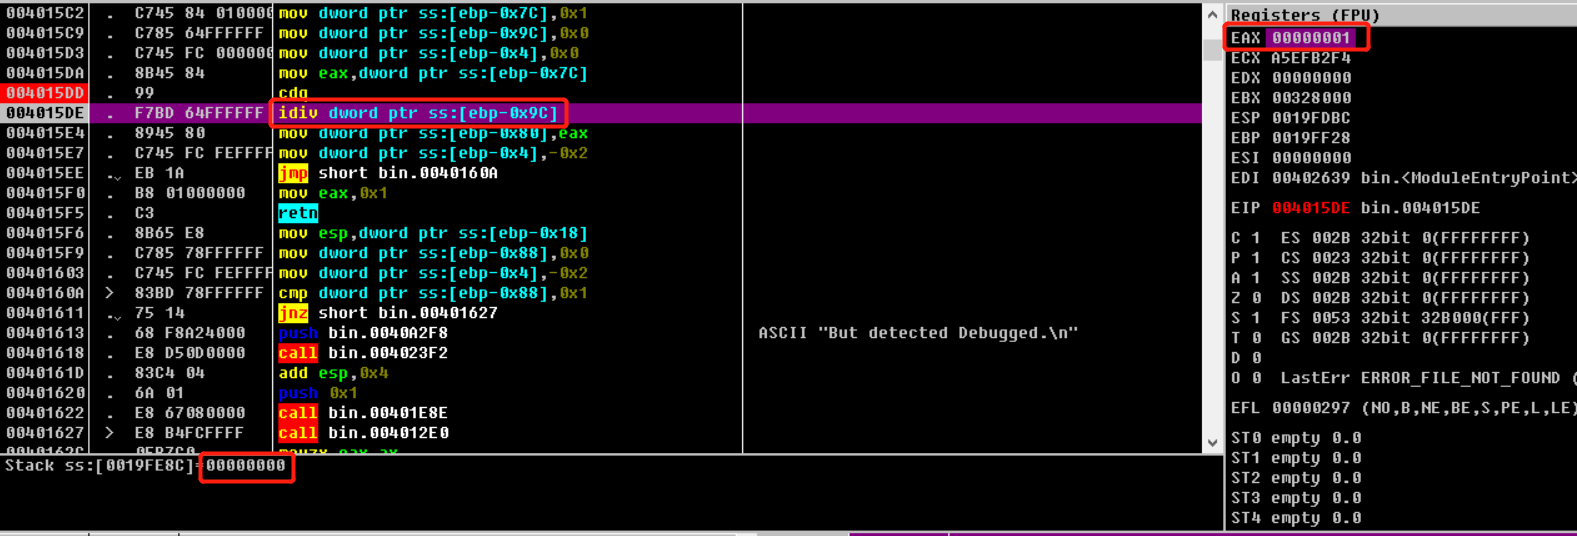 004015C2 . C745 84 010000 mov dword ptr ss:[ebp-0x7C],0x1
004015C9 . C785 64FFFFFF mov dword ptr ss:[ebp-0x9C],0x0
004015D3 . C745 FC 000000 mov dword ptr ss:[ebp-0x4],0x0
004015DA . 8B45 84 mov eax,dword ptr ss:[ebp-0x7C]
004015DD . 99 cdq
004015DE . F7BD 64FFFFFF idiv dword ptr ss:[ebp-0x9C]
004015E4 . 8945 80 mov dword ptr ss:[ebp-0x80],eax
004015E7 . C745 FC FEFFFF mov dword ptr ss:[ebp-0x4],-0x2
004015EE . EB 1A jmp short bin.0040160A
004015F0 . B8 01000000 mov eax,0x1
004015F5 . C3 retn
004015F6 . 8B65 E8 mov esp,dword ptr ss:[ebp-0x18]
004015F9 . C785 78FFFFFF mov dword ptr ss:[ebp-0x88],0x0
00401603 . C745 FC FEFFFF mov dword ptr ss:[ebp-0x4],-0x2
0040160A > 83BD 78FFFFFF cmp dword ptr ss:[ebp-0x88],0x1
00401611 . 75 14 jnz short bin.00401627
00401613 . 68 F8A24000 push bin.0040A2F8 ASCII "But detected Debugged.\n"
00401618 . E8 D50D0000 call bin.004023F2
0040161D . 83C4 04 add esp,0x4
00401620 . 6A 01 push 0x1
00401622 . E8 67080000 call bin.00401E8E
00401627 > E8 B4FCFFFF call bin.004012E0
0040162C . 0FB7C0 movzx eax,ax
Stack ss:[0019FE8C]=00000000
Registers (FPU)
EAX 00000001
ECX A5EFB2F4
EDX 00000000
EBX 00328000
ESP 0019FDBC
EBP 0019FF28
ESI 00000000
EDI 00402639 bin.<ModuleEntryPoint>
EIP 004015DE bin.004015DE
C 1 ES 002B 32bit 0(FFFFFFFF)
P 1 CS 0023 32bit 0(FFFFFFFF)
A 1 SS 002B 32bit 0(FFFFFFFF)
Z 0 DS 002B 32bit 0(FFFFFFFF)
S 1 FS 0053 32bit 32B000(FFF)
T 0 GS 002B 32bit 0(FFFFFFFF)
D 0
O 0 LastErr ERROR_FILE_NOT_FOUND (
EFL 00000297 (NO,B,NE,BE,S,PE,L,LE)
ST0 empty 0.0
ST1 empty 0.0
ST2 empty 0.0
ST3 empty 0.0
ST4 empty 0.0